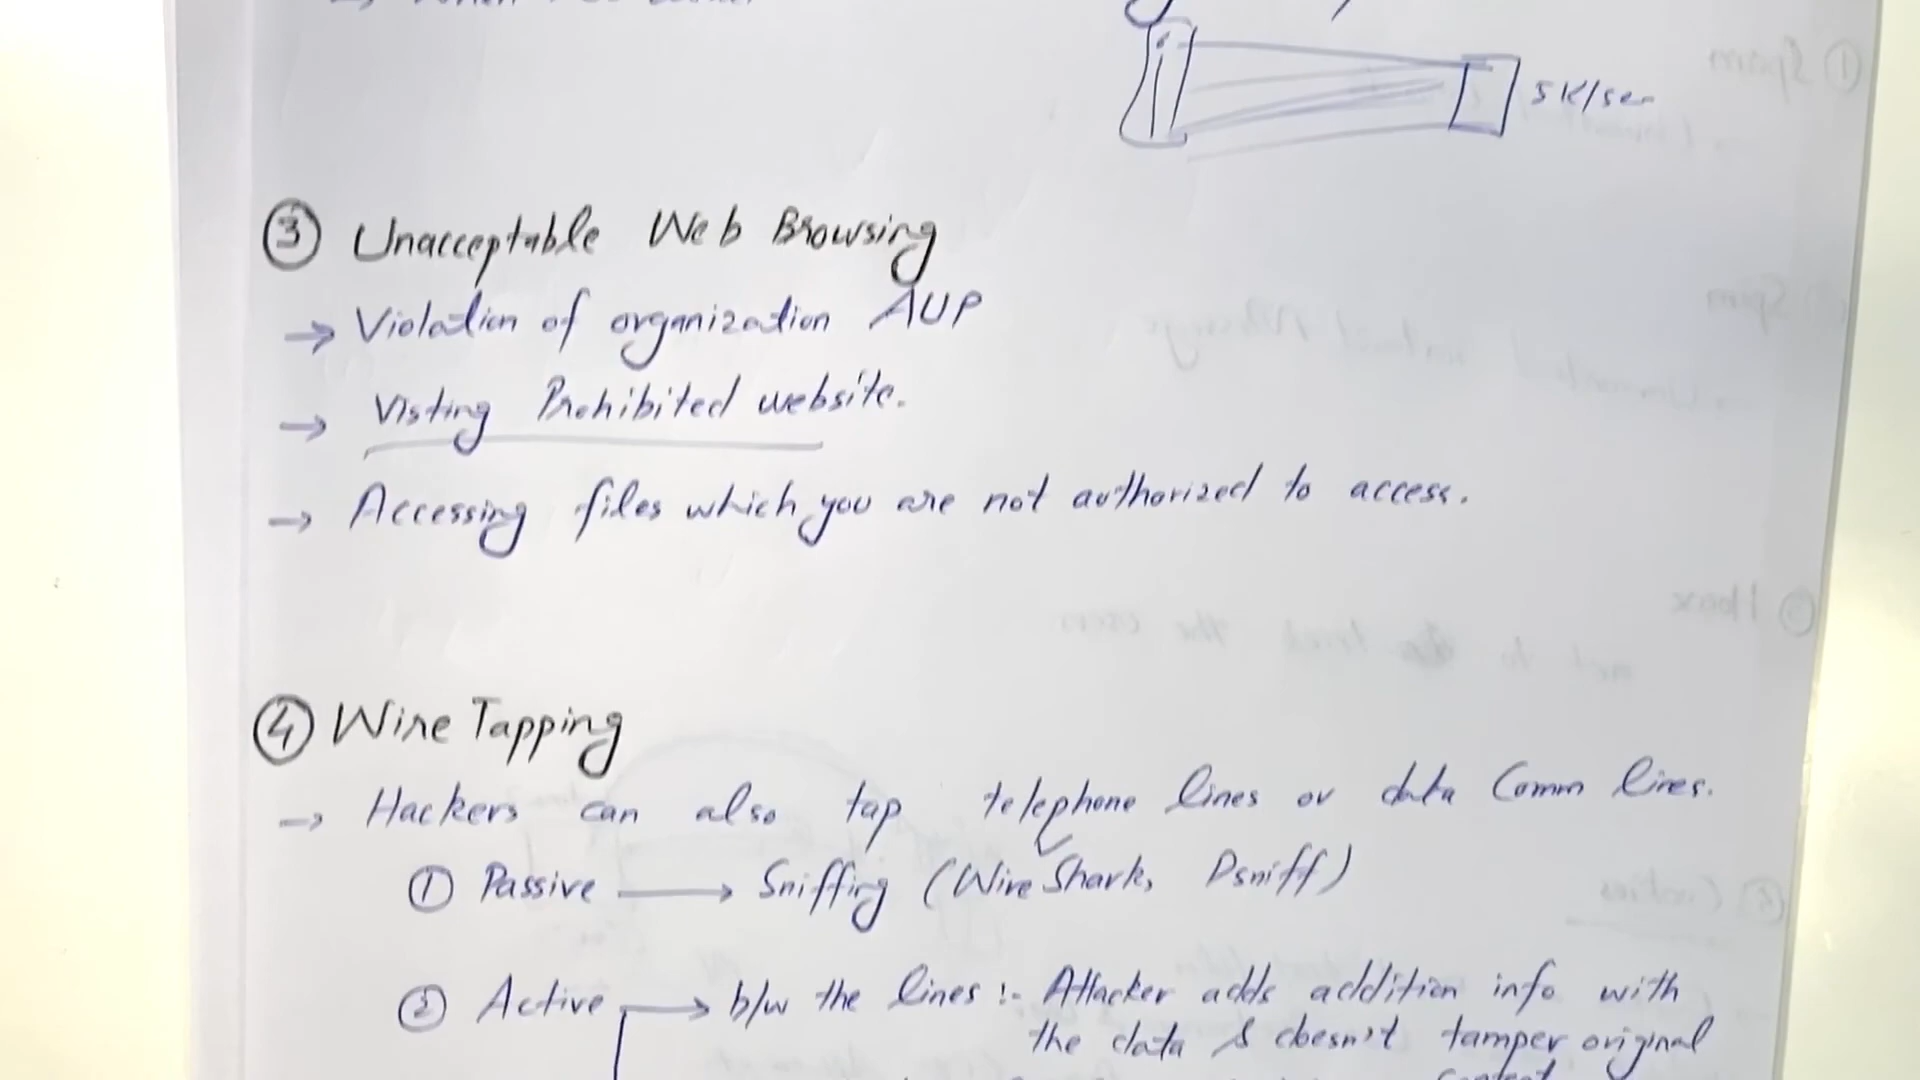 5K/sec
③ Unacceptable Web Browsing
→ Violation of organization AUP
→ Visting Prohibited website.
→ Accessing files which you are not authorized to access.
④ Wire Tapping
→ Hackers can also tap telephone lines or data Comm lines.
① Passive → Sniffing (WireShark, Dsniff)
② Active → b/w the lines :- Attacker adds addition info with
the data & doesn't tamper original
content